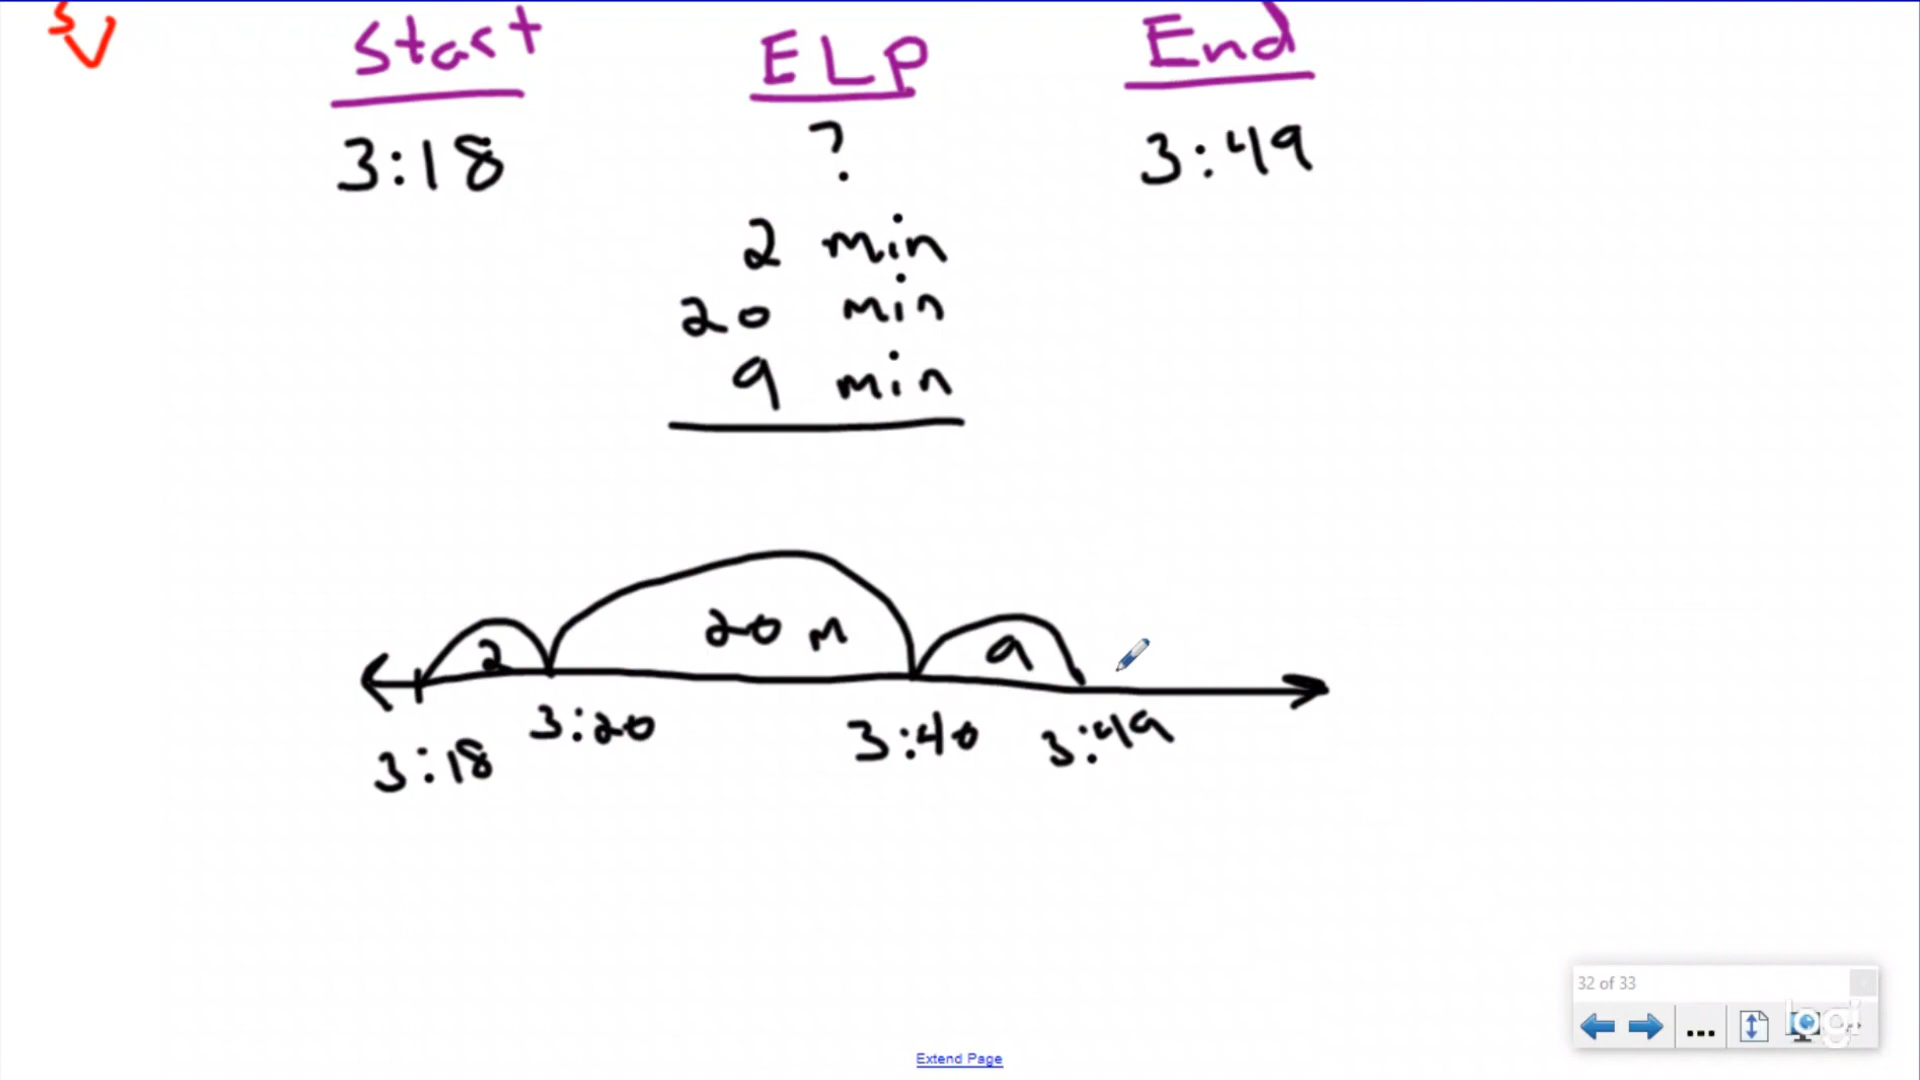 Start ELP End
3:18 ? 3:49
2 min
20 min
9 min
2 20 m 9
3:18 3:20 3:40 3:49
32 of 33
...
logi
Extend Page